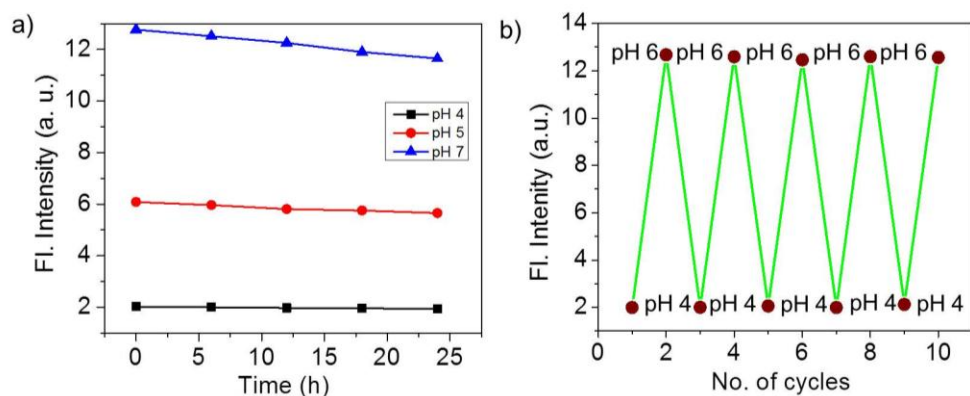 a)
Fl. Intensity (a. u.)
12
10
8
6
4
2
pH 4
pH 5
pH 7
0 5 10 15 20 25
Time (h)
b)
Fl. Intenity (a.u.)
14
12
10
8
6
4
2
pH 6 pH 6 pH 6 pH 6 pH 6
pH 4 pH 4 pH 4 pH 4 pH 4
0 2 4 6 8 10
No. of cycles